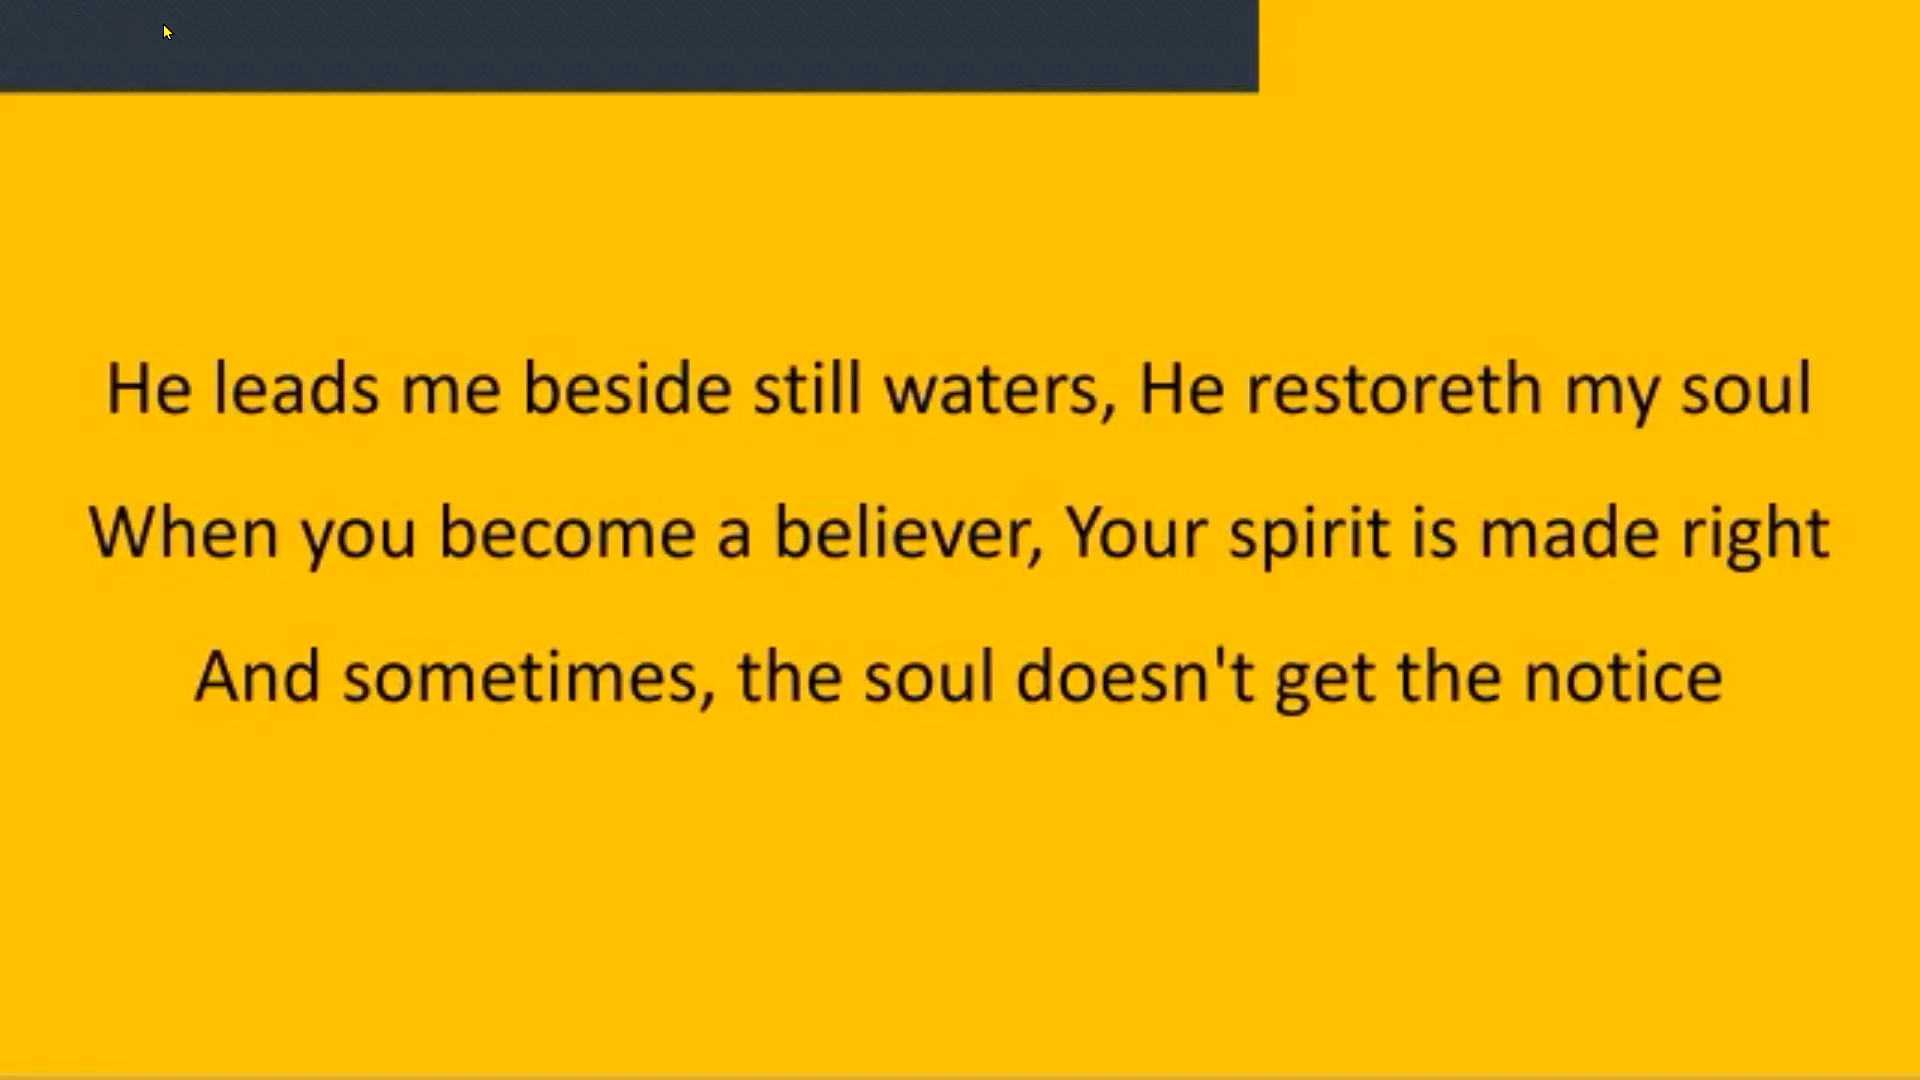 He leads me beside still waters, He restoreth my soul
When you become a believer, Your spirit is made right
And sometimes, the soul doesn't get the notice